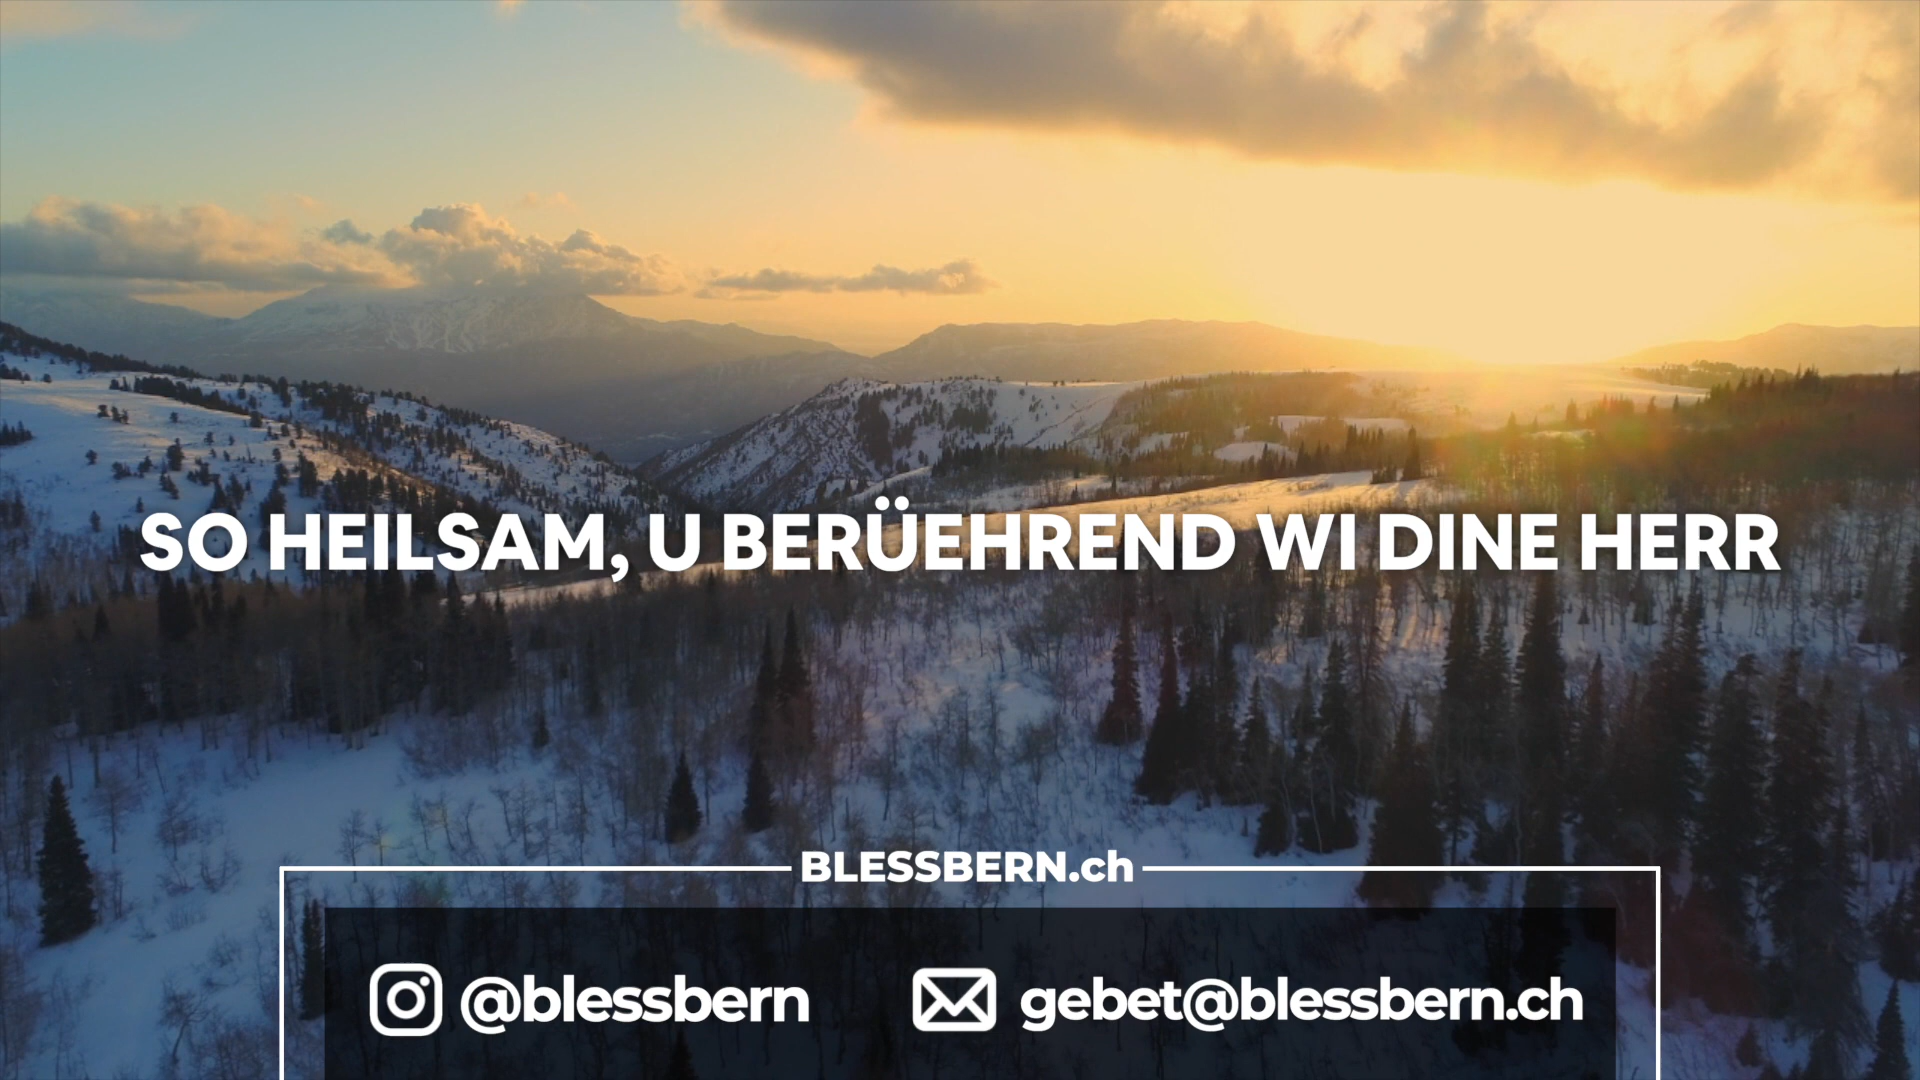 SO HEILSAM, U BERÜEHREND WI DINE HERR
BLESSBERN.ch
@blessbern
gebet@blessbern.ch